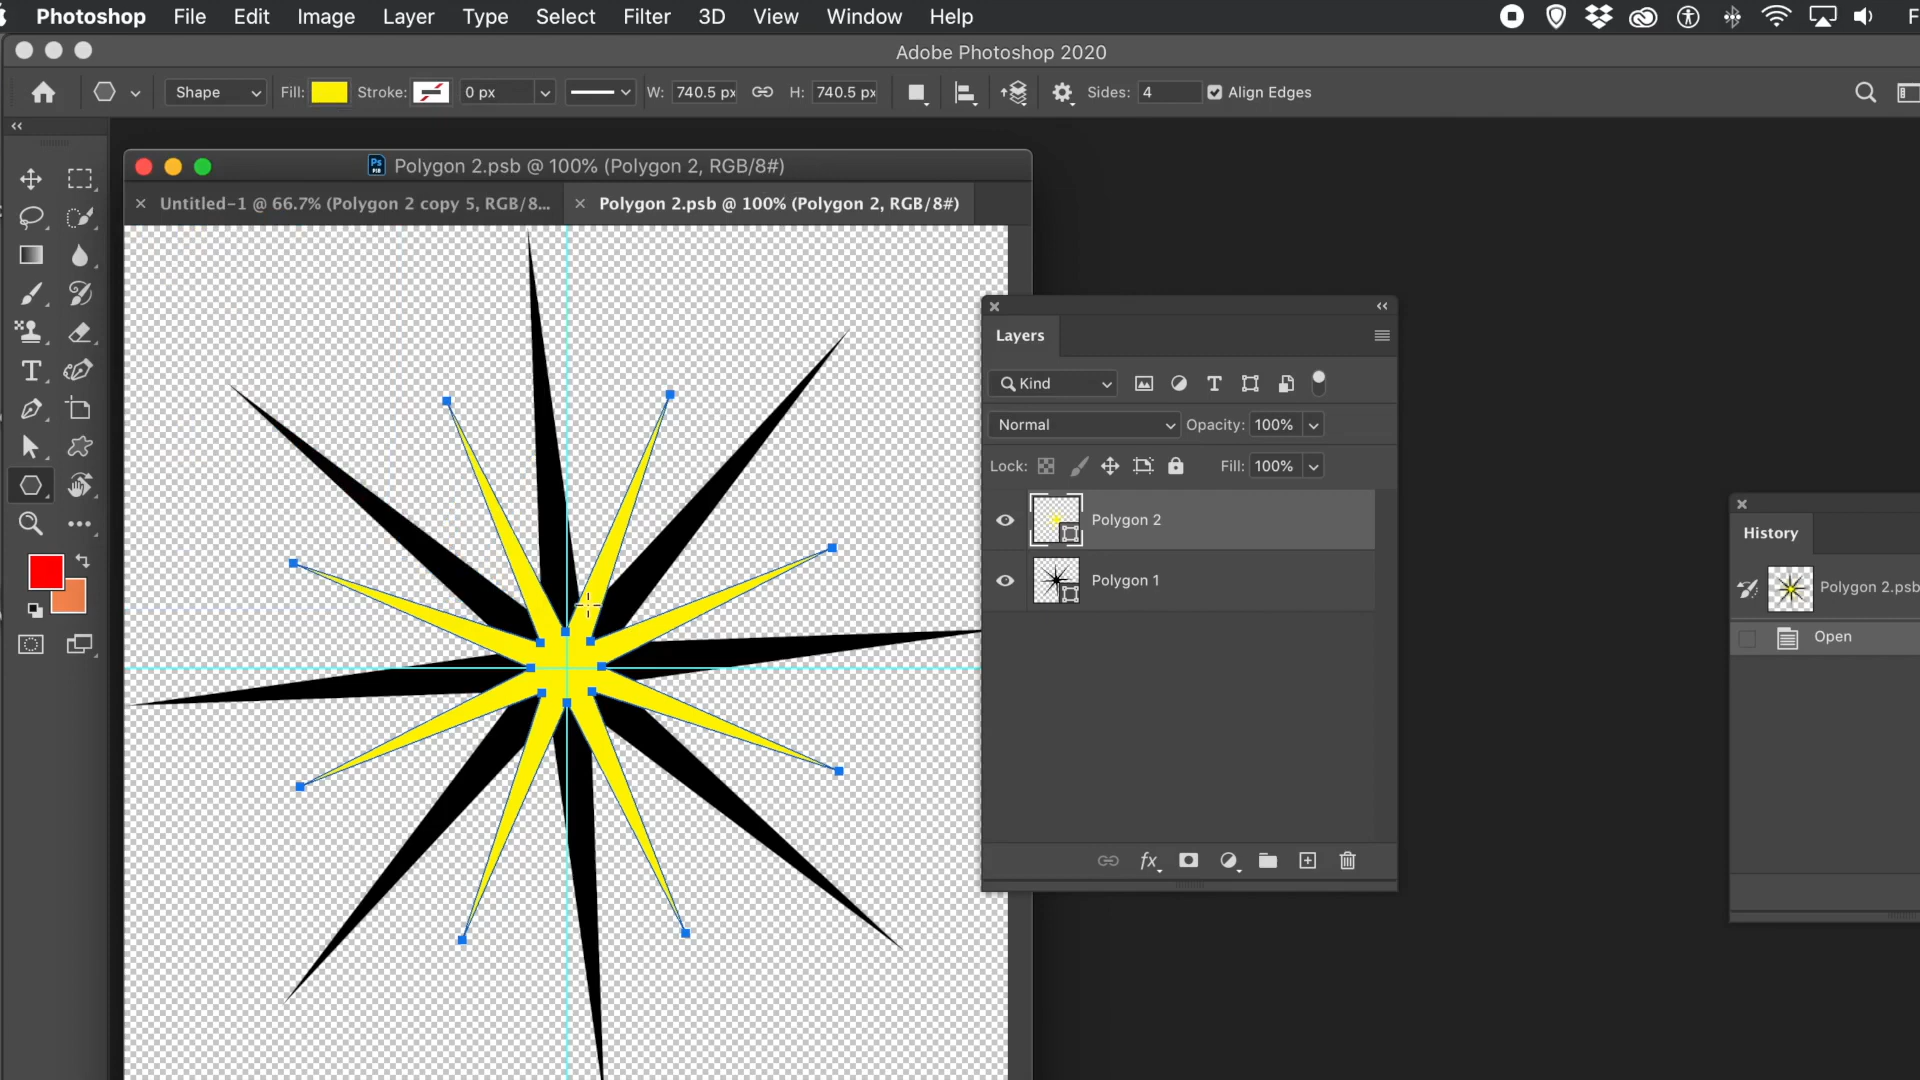 Photoshop File Edit Image Layer Type Select Filter 3D View Window Help F
Adobe Photoshop 2020
Shape Fill: Stroke: 0 px W: 740.5 px H: 740.5 px Sides: 4 Align Edges
Ps Polygon 2.psb @ 100% (Polygon 2, RGB/8#)
Untitled-1 @ 66.7% (Polygon 2 copy 5, RGB/8... Polygon 2.psb @ 100% (Polygon 2, RGB/8#)
Layers
Kind
Normal Opacity: 100%
Lock: Fill: 100%
Polygon 2
Polygon 1
fx
History
Polygon 2.psb
Open